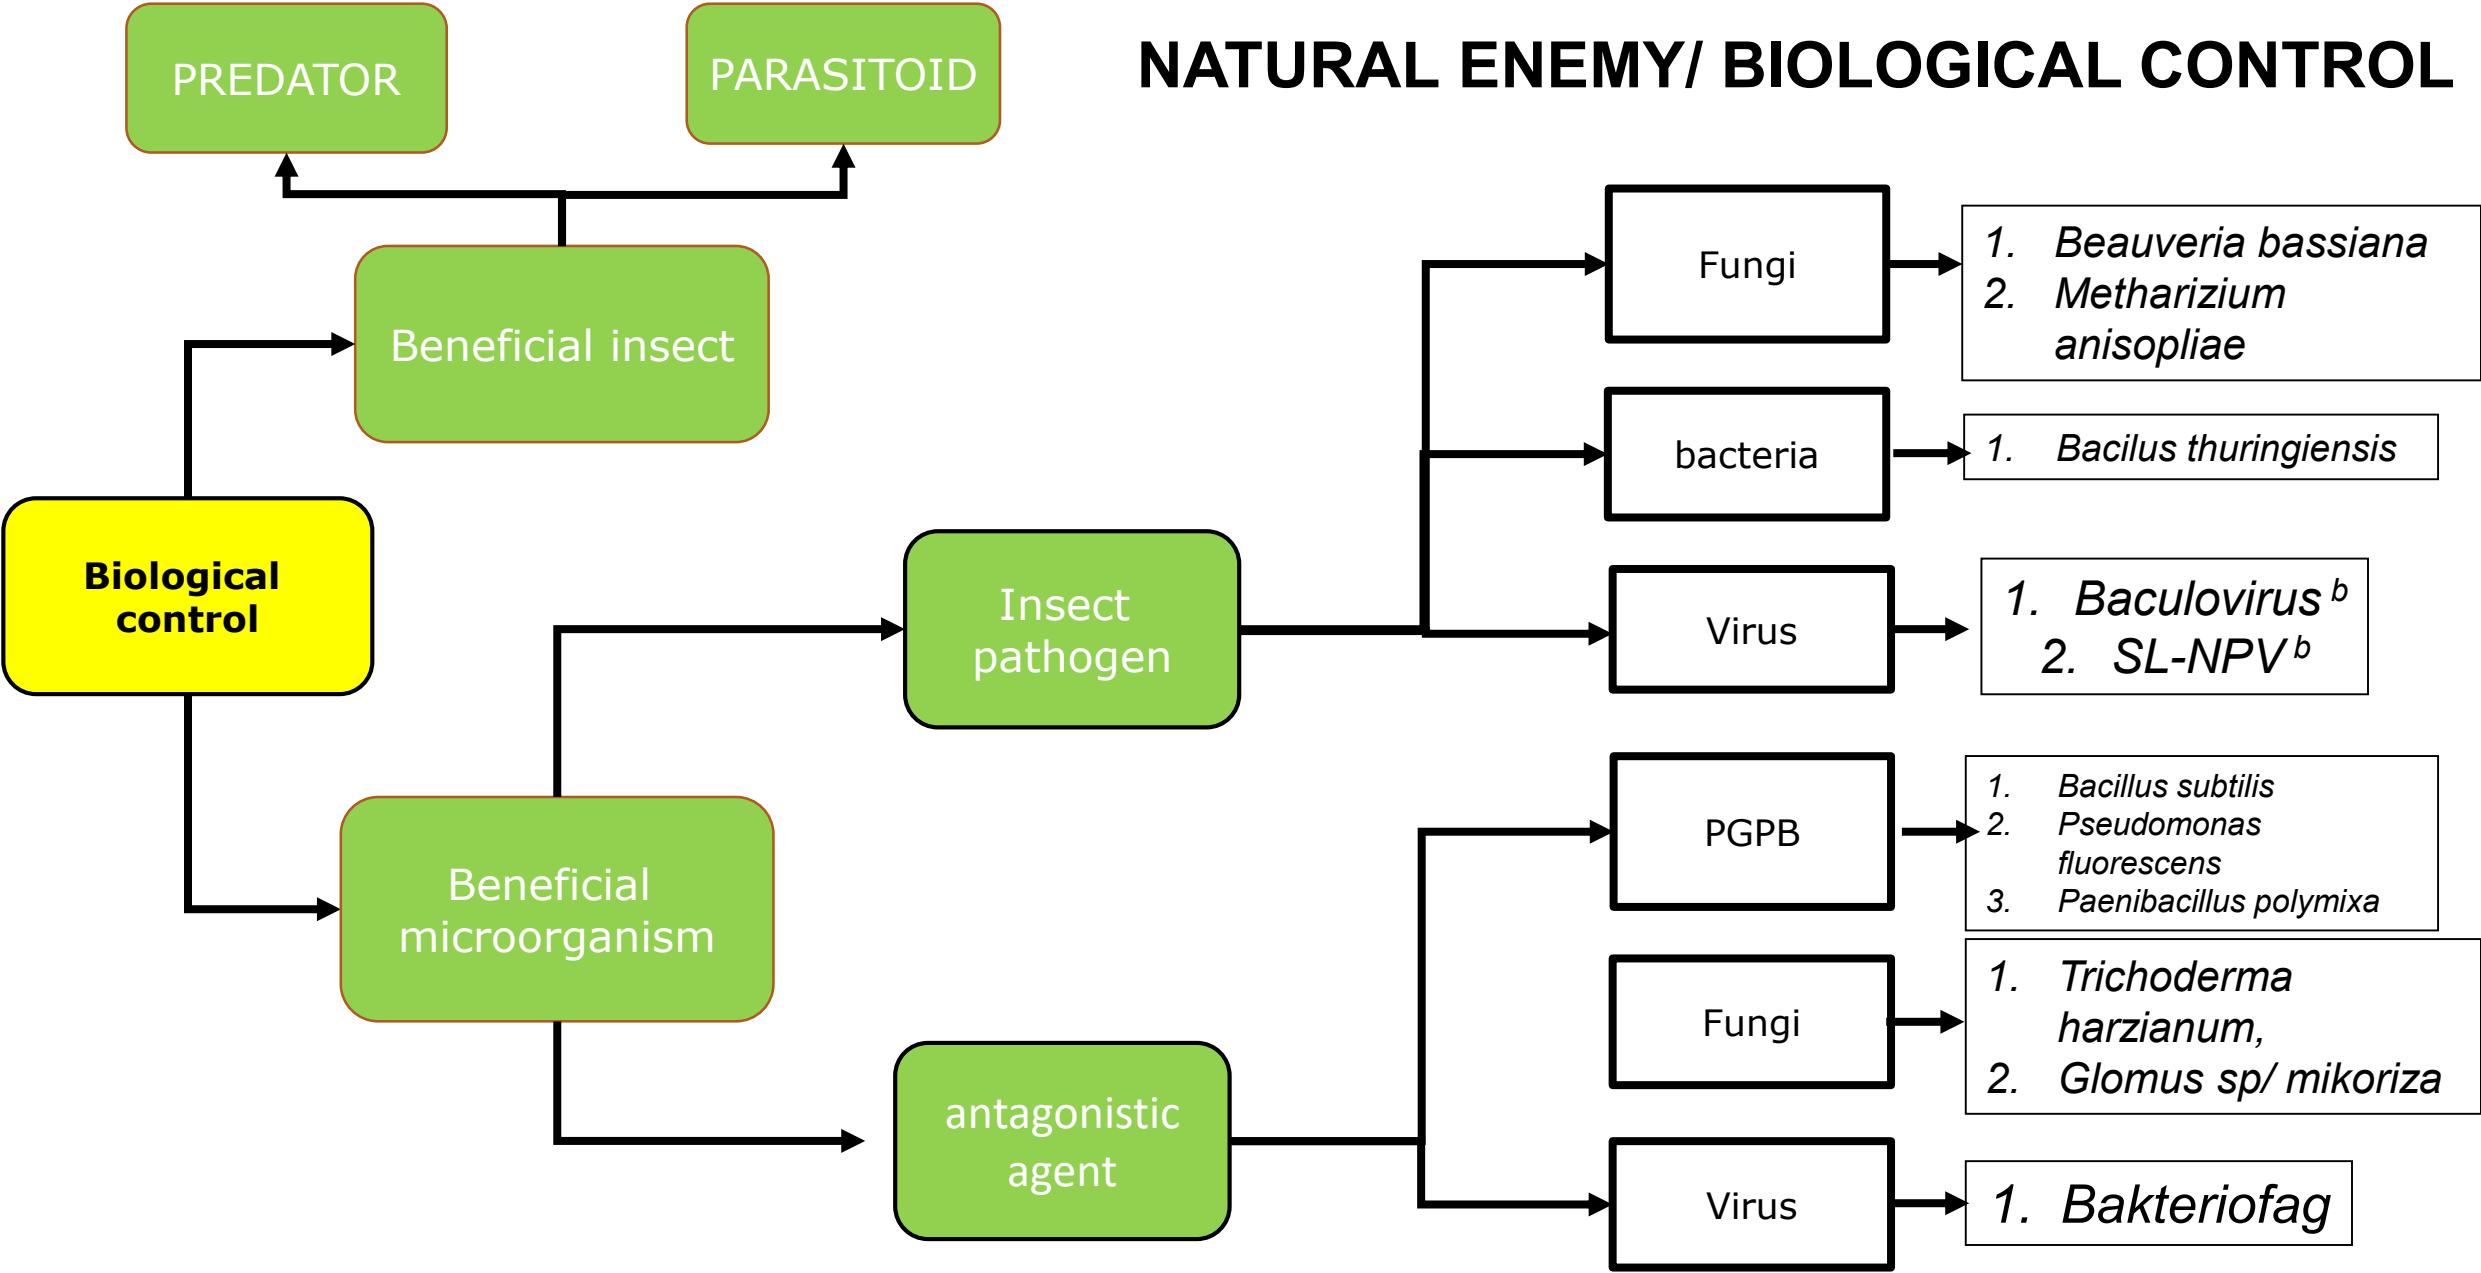 PREDATOR
PARASITOID
NATURAL ENEMY/ BIOLOGICAL CONTROL
Beneficial insect
Biological
control
Beneficial
microorganism
Insect
pathogen
antagonistic
agent
Fungi
1. Beauveria bassiana
2. Metharizium
anisopliae
bacteria
1. Bacilus thuringiensis
Virus
1. Baculovirus b
2. SL-NPV b
PGPB
1. Bacillus subtilis
2. Pseudomonas
fluorescens
3. Paenibacillus polymixa
Fungi
1. Trichoderma
harzianum,
2. Glomus sp/ mikoriza
Virus
1. Bakteriofag